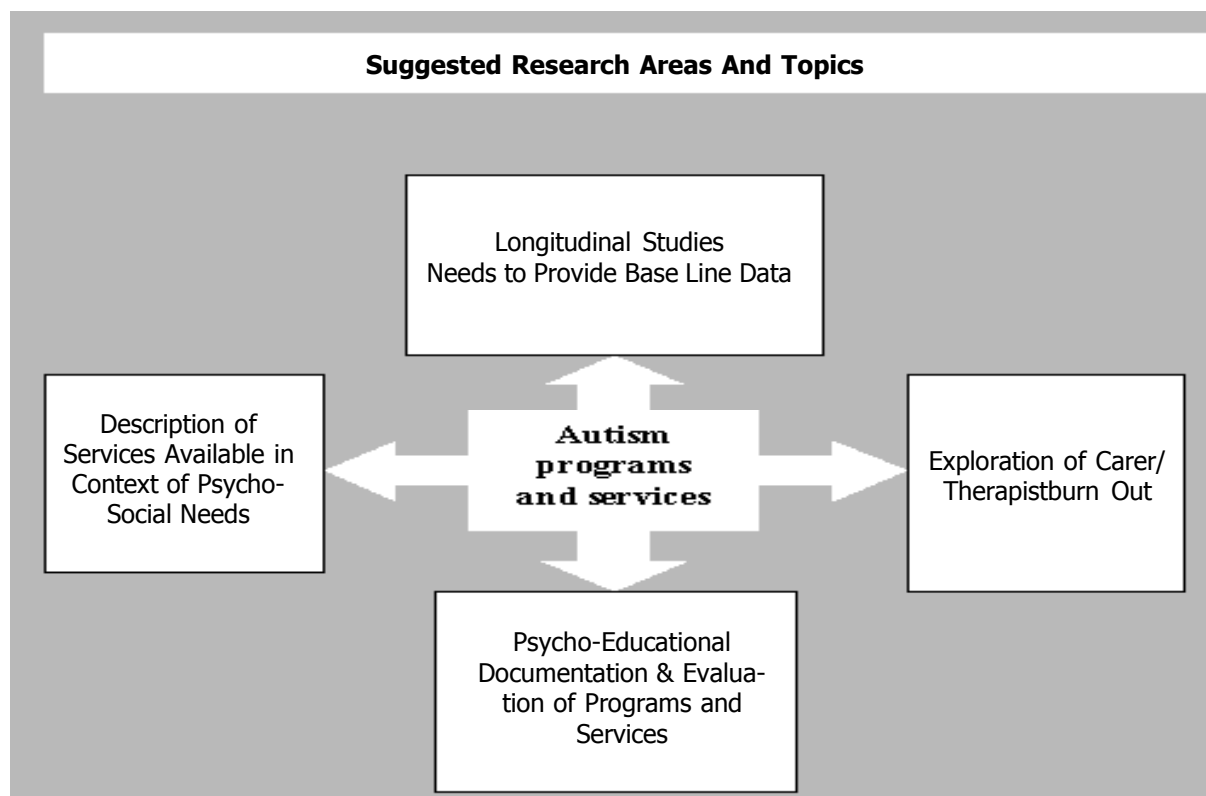 Suggested Research Areas And Topics
Longitudinal Studies
Needs to Provide Base Line Data
Description of
Services Available in
Context of Psycho-
Social Needs
Autism
programs
and services
Exploration of Carer/
Therapistburn Out
Psycho-Educational
Documentation & Evalua-
tion of Programs and
Services